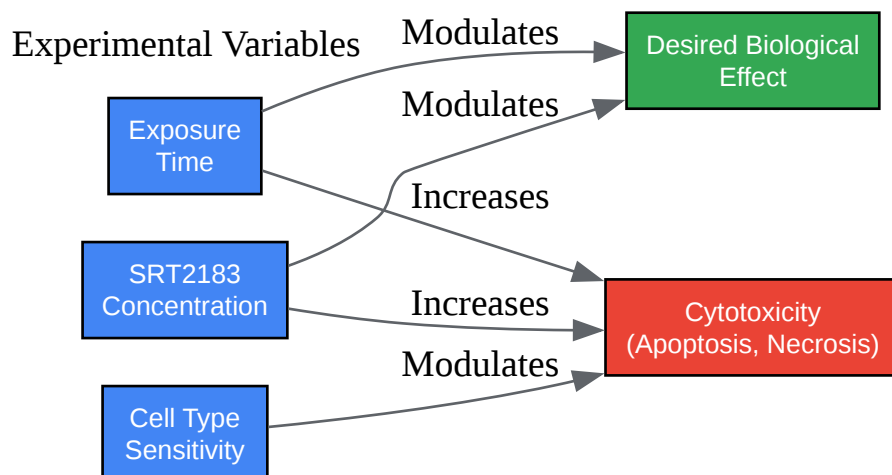 Experimental Variables
Modulates
Desired Biological
Effect
Modulates
Exposure
Time
Increases
SRT2183
Concentration
Increases
Cytotoxicity
(Apoptosis, Necrosis)
Modulates
Cell Type
Sensitivity